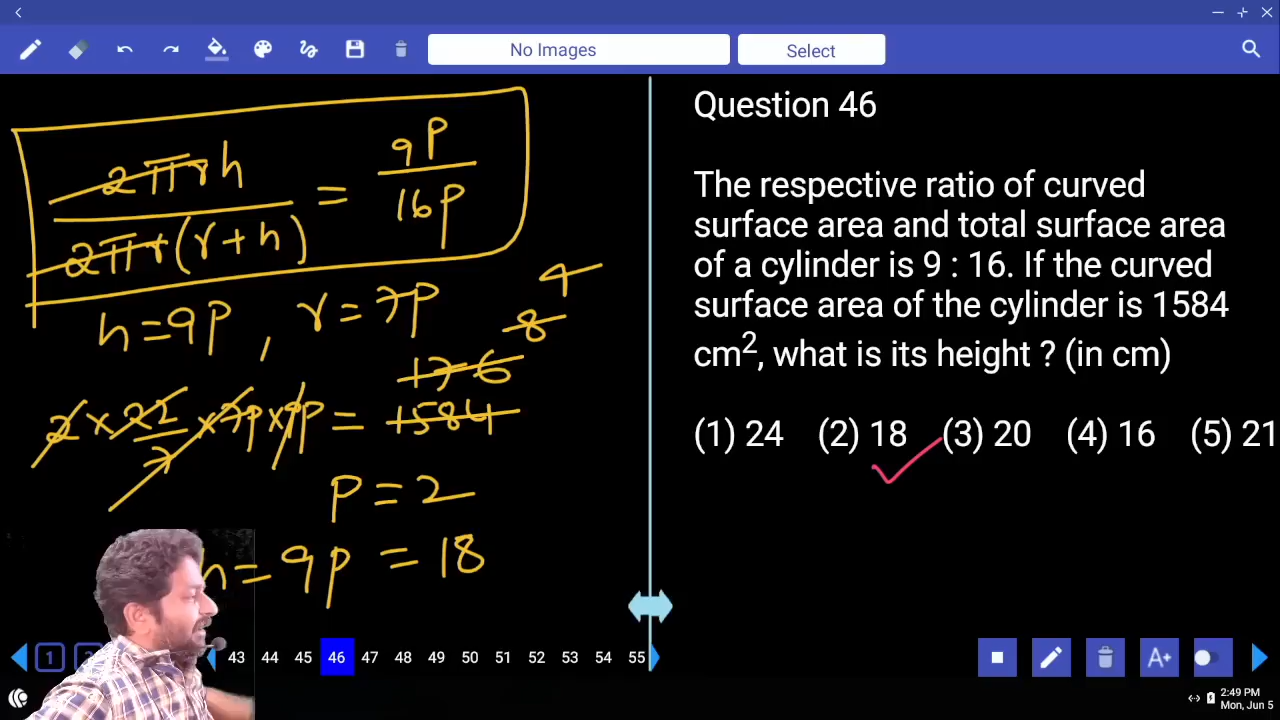 No Images
Select
2πrh / 2πr(r+h) = 9p / 16p
h=9p, r=7p
4
8
176
2 × 22/7 × 7p × 9p = 1584
p = 2
h = 9p = 18
Question 46
The respective ratio of curved
surface area and total surface area
of a cylinder is 9 : 16. If the curved
surface area of the cylinder is 1584
cm², what is its height ? (in cm)
(1) 24 (2) 18 (3) 20 (4) 16 (5) 21
1 43 44 45 46 47 48 49 50 51 52 53 54 55
A+
2:49 PM
Mon, Jun 5